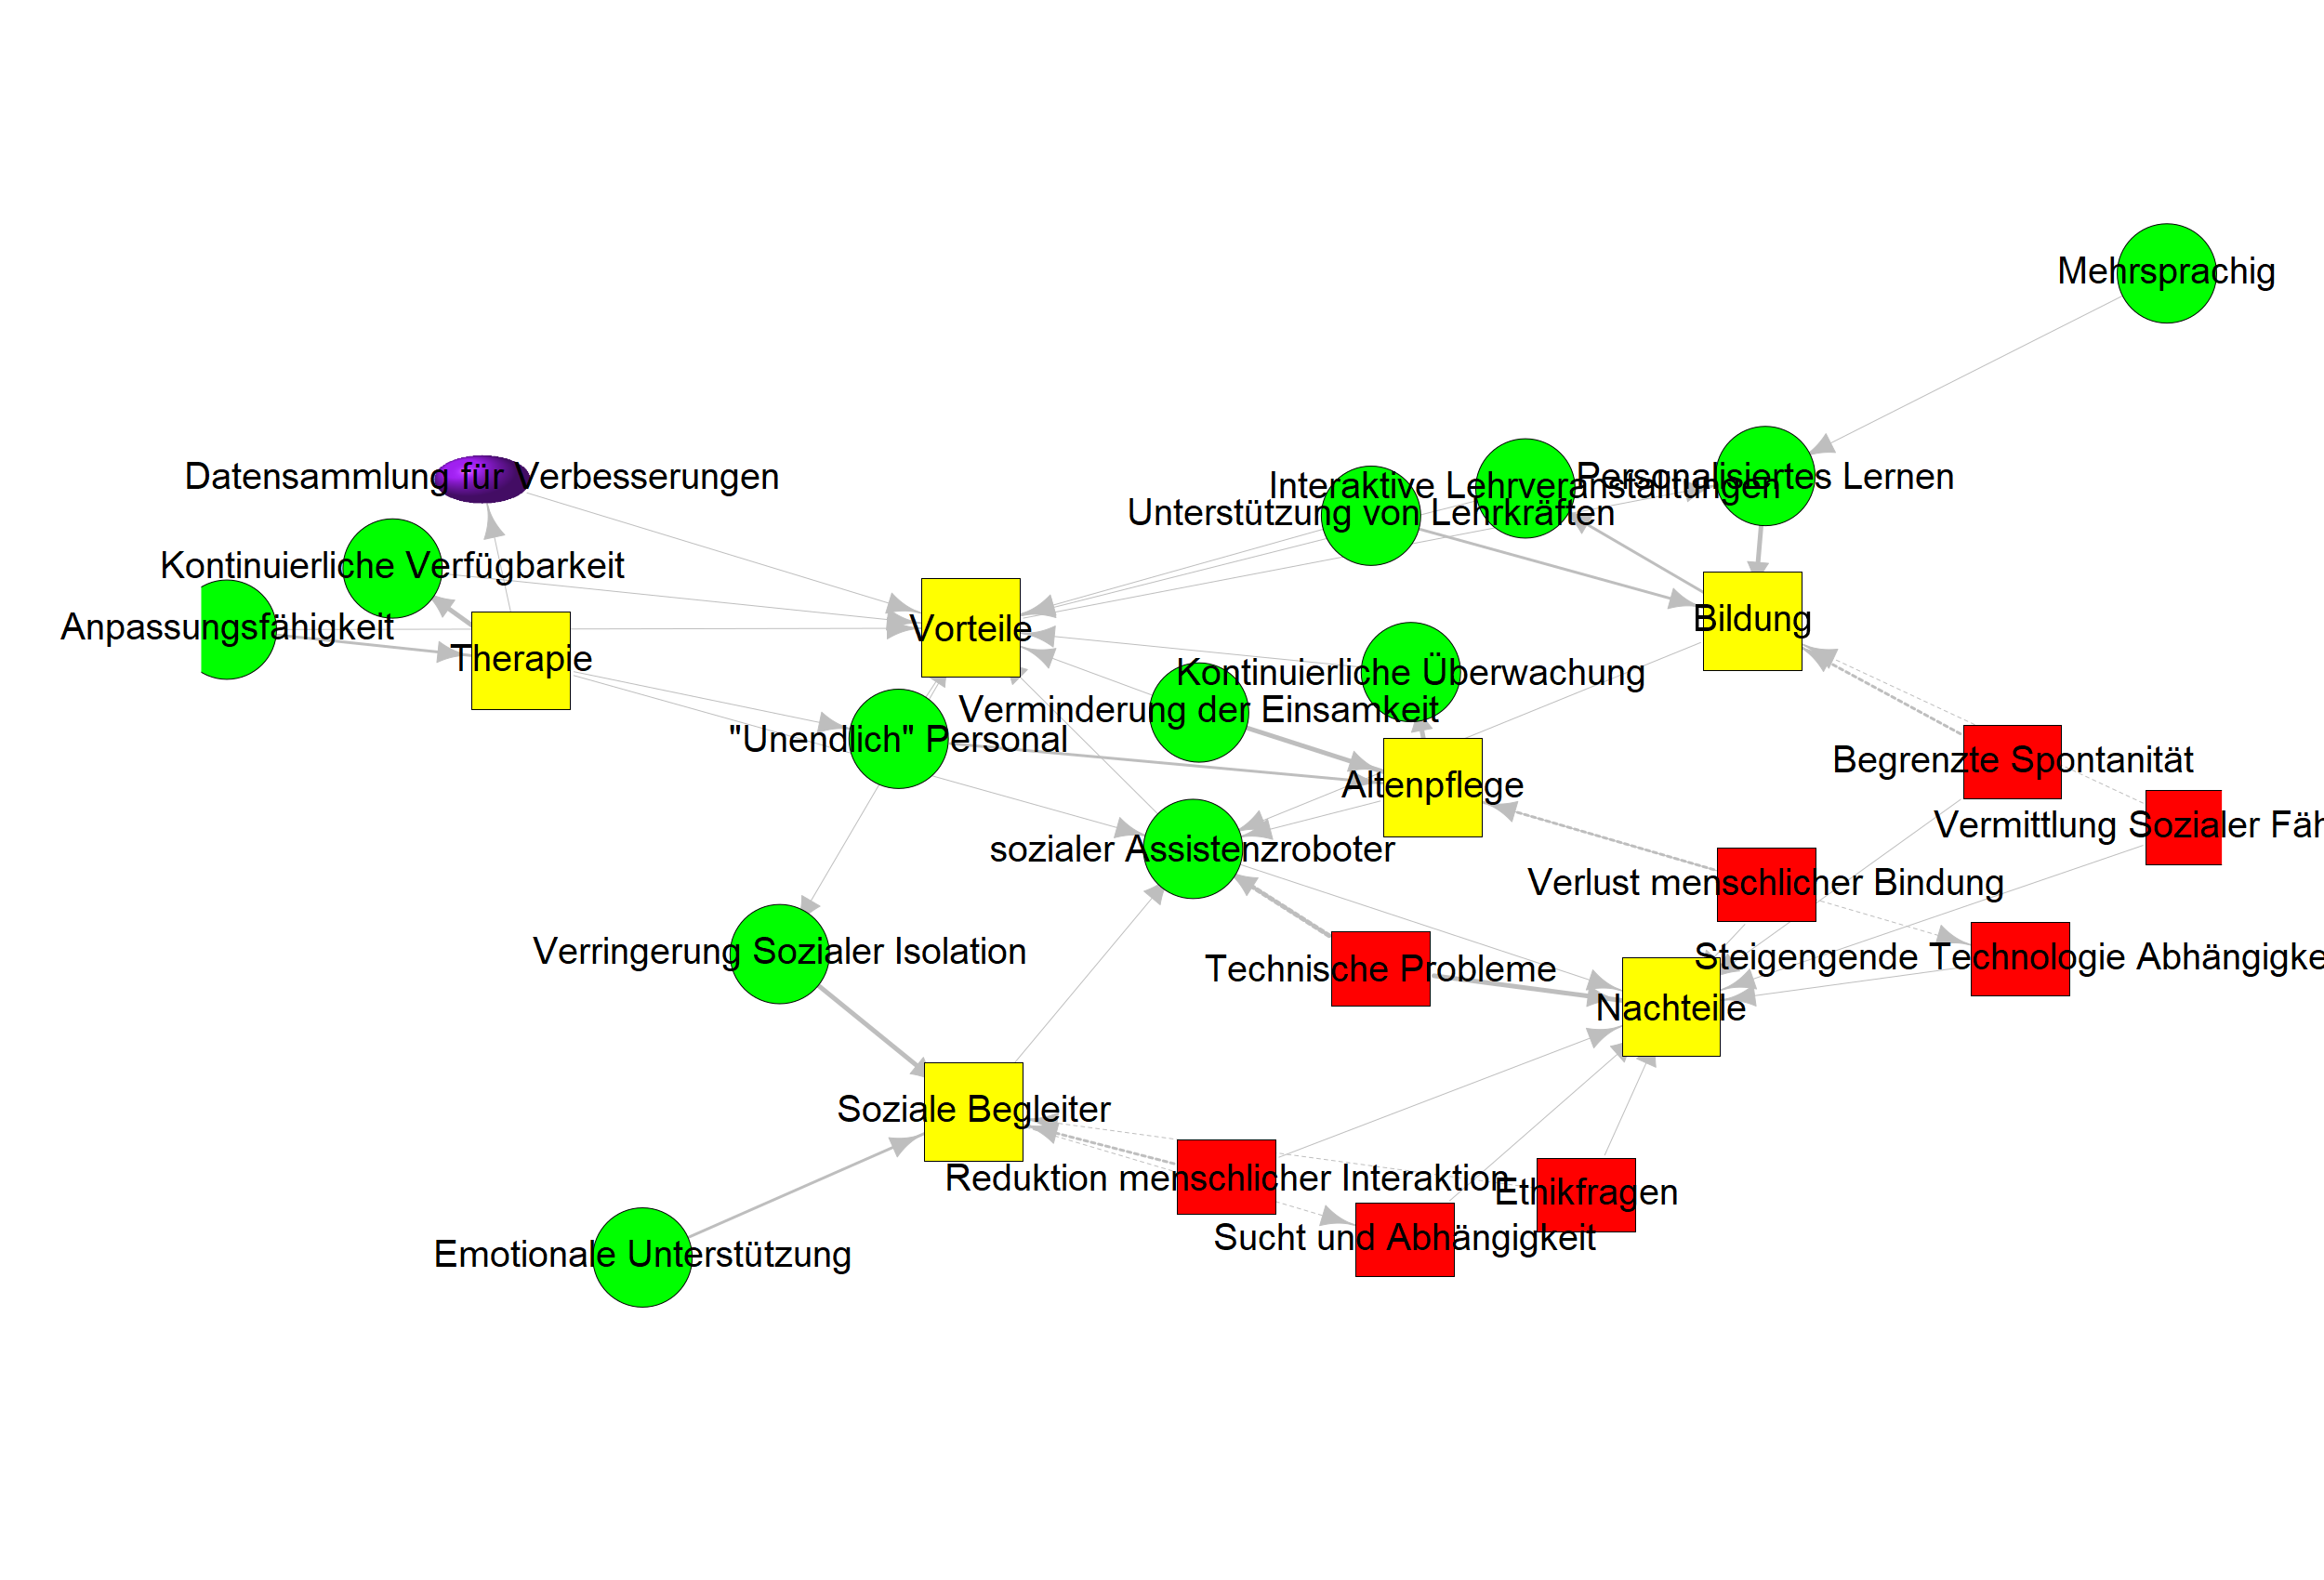 Mehrsprachig
Datensammlung für Verbesserungen
Interaktive Lehrveranstaltungen
Personalisiertes Lernen
Unterstützung von Lehrkräften
Kontinuierliche Verfügbarkeit
Anpassungsfähigkeit
Vorteile
Bildung
Therapie
Kontinuierliche Überwachung
Verminderung der Einsamkeit
"Unendlich" Personal
Begrenzte Spontanität
Altenpflege
Vermittlung Sozialer Fäh
sozialer Assistenzroboter
Verlust menschlicher Bindung
Verringerung Sozialer Isolation
Steigengende Technologie Abhängigke
Technische Probleme
Nachteile
Soziale Begleiter
Reduktion menschlicher Interaktion
Ethikfragen
Sucht und Abhängigkeit
Emotionale Unterstützung